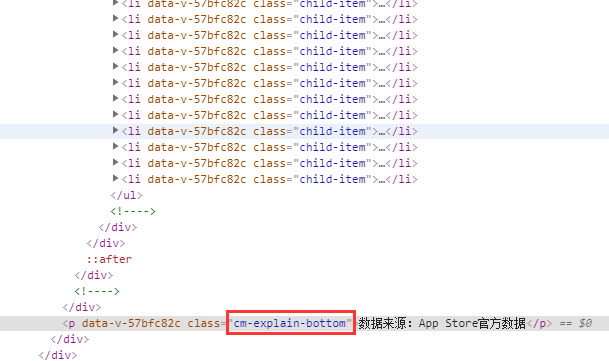 ▶<li data-v-57bfc82c class="child-item">…</li>
▶<li data-v-57bfc82c class="child-item">…</li>
▶<li data-v-57bfc82c class="child-item">…</li>
▶<li data-v-57bfc82c class="child-item">…</li>
▶<li data-v-57bfc82c class="child-item">…</li>
▶<li data-v-57bfc82c class="child-item">…</li>
▶<li data-v-57bfc82c class="child-item">…</li>
▶<li data-v-57bfc82c class="child-item">…</li>
▶<li data-v-57bfc82c class="child-item">…</li>
▶<li data-v-57bfc82c class="child-item">…</li>
▶<li data-v-57bfc82c class="child-item">…</li>
▶<li data-v-57bfc82c class="child-item">…</li>
</ul>
<!---->
</div>
</div>
::after
</div>
<!---->
</div>
<p data-v-57bfc82c class="cm-explain-bottom">数据来源：App Store官方数据</p> == $0
</div>
</div>